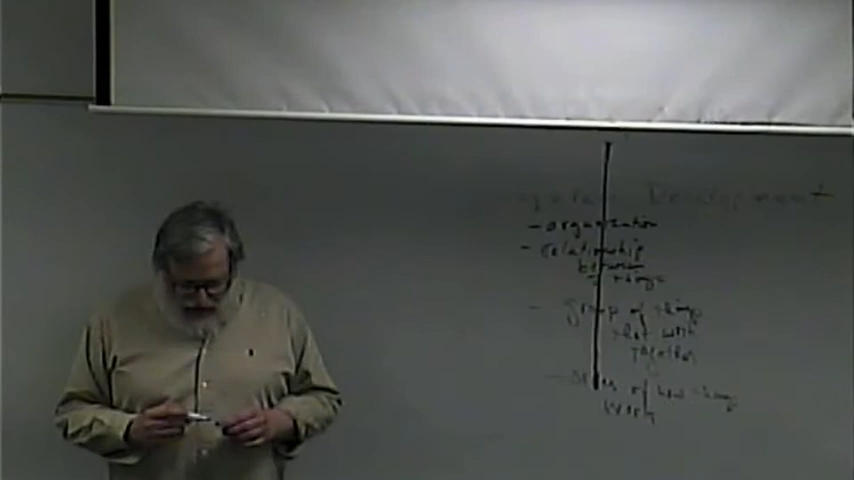 Development
- organization
- relationship
between
things
- group of things
that work
together
- of how things
work